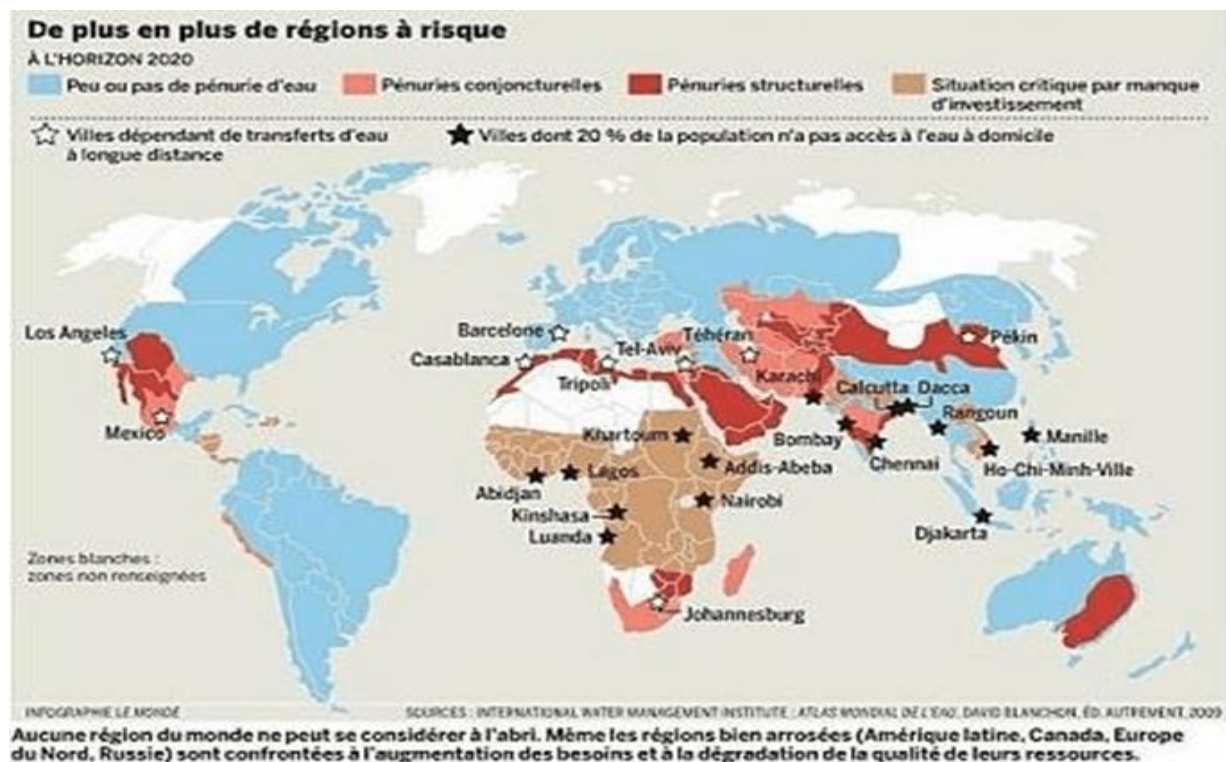 De plus en plus de régions à risque
À L'HORIZON 2020
Peu ou pas de pénurie d'eau
Pénuries conjoncturelles
Pénuries structurelles
Situation critique par manque
d'investissement
Villes dépendant de transferts d'eau
à longue distance
Villes dont 20 % de la population n'a pas accès à l'eau à domicile
Los Angeles
Barcelone
Téhéran
Pékin
Casablanca
Tel-Aviv
Tripoli
Karachi
Calcutta Dacca
Rangoun
Mexico
Khartoum
Bombay
Manille
Lagos
Addis-Abeba
Chennai
Ho-Chi-Minh-Ville
Abidjan
Nairobi
Kinshasa
Luanda
Djakarta
Zones blanches :
zones non renseignées
Johannesburg
INFOGRAPHIE LE MONDE
SOURCES : INTERNATIONAL WATER MANAGEMENT INSTITUTE ; ATLAS MONDIAL DE L'EAU, DAVID BLANCHON, ÉD. AUTREMENT, 2009
Aucune région du monde ne peut se considérer à l'abri. Même les régions bien arrosées (Amérique latine, Canada, Europe
du Nord, Russie) sont confrontées à l'augmentation des besoins et à la dégradation de la qualité de leurs ressources.